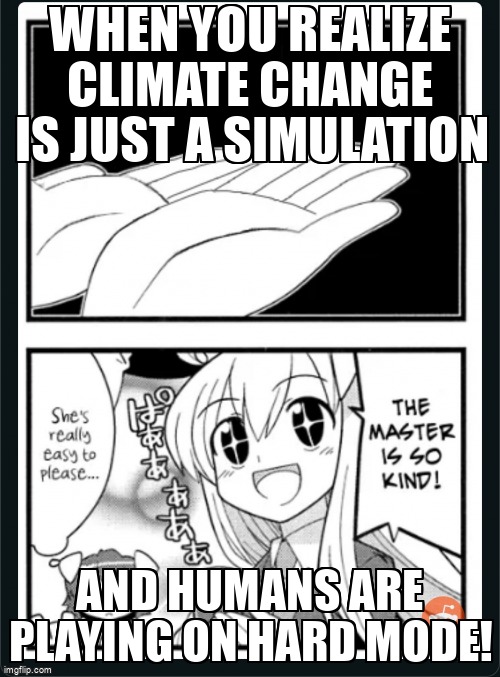 WHEN YOU REALIZE
CLIMATE CHANGE
IS JUST A SIMULATION
THE
MASTER
IS SO
KIND!
ぱぁぁぁぁぁ
She's
really
easy to
please...
AND HUMANS ARE
PLAYING ON HARD MODE!
imgflip.com